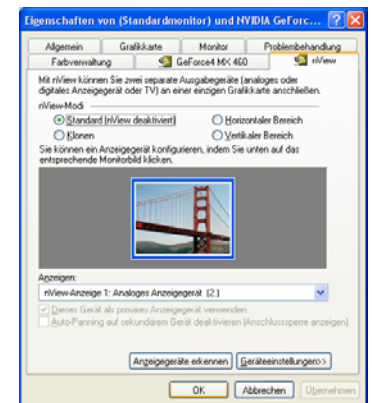 Eigenschaften von (Standardmonitor) und NVIDIA GeForc...
Allgemein Grafikkarte Monitor Problembehandlung
Farbverwaltung GeForce4 MX 460 nView
Mit nView können Sie zwei separate Ausgabegeräte (analoges oder
digitales Anzeigegerät oder TV) an einer einzigen Grafikkarte anschließen.
nView-Modi
Standard (nView deaktiviert) Horizontaler Bereich
Klonen Vertikaler Bereich
Sie können ein Anzeigegerät konfigurieren, indem Sie unten auf das
entsprechende Monitorbild klicken.
Anzeigen:
nView-Anzeige 1: Analoges Anzeigegerät (2)
Dieses Gerät als primäres Anzeigegerät verwenden
Auto-Panning auf sekundärem Gerät deaktivieren (Anschlusssperre anzeigen)
Anzeigegeräte erkennen Geräteeinstellungen>>
OK Abbrechen Übernehmen